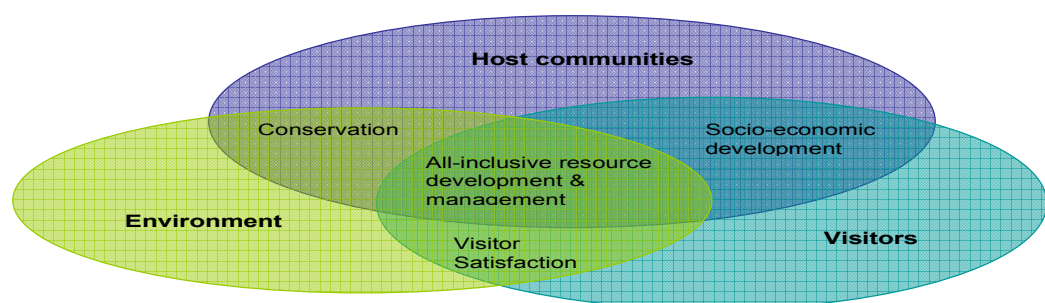 Host communities
Conservation
Socio-economic
development
All-inclusive resource
development &
management
Environment
Visitors
Visitor
Satisfaction